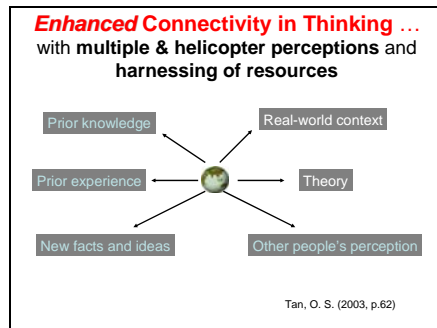 Enhanced Connectivity in Thinking …
with multiple & helicopter perceptions and
harnessing of resources
Prior knowledge
Real-world context
Prior experience
Theory
New facts and ideas
Other people's perception
Tan, O. S. (2003, p.62)